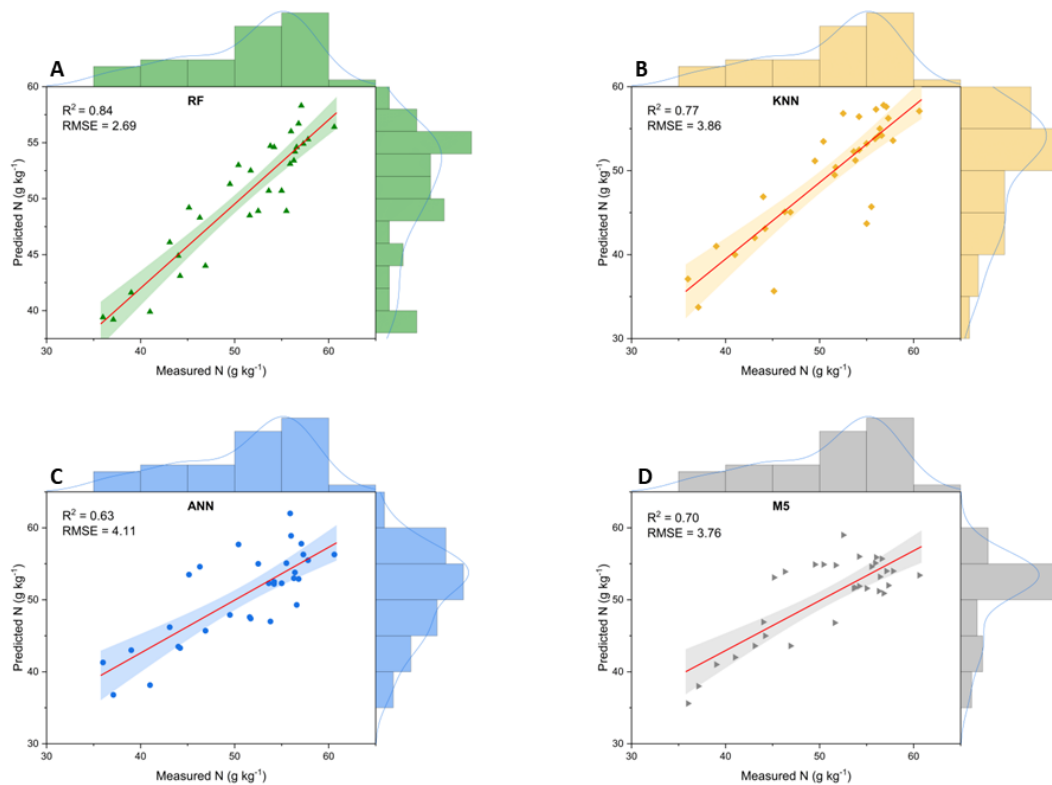 A
RF
R² = 0.84
RMSE = 2.69
Predicted N (g kg⁻¹)
60
55
50
45
40
30
40
50
60
Measured N (g kg⁻¹)
B
KNN
R² = 0.77
RMSE = 3.86
Predicted N (g kg⁻¹)
60
50
40
30
30
40
50
60
Measured N (g kg⁻¹)
C
ANN
R² = 0.63
RMSE = 4.11
Predicted N (g kg⁻¹)
60
50
40
30
30
40
50
60
Measured N (g kg⁻¹)
D
M5
R² = 0.70
RMSE = 3.76
Predicted N (g kg⁻¹)
60
50
40
30
30
40
50
60
Measured N (g kg⁻¹)